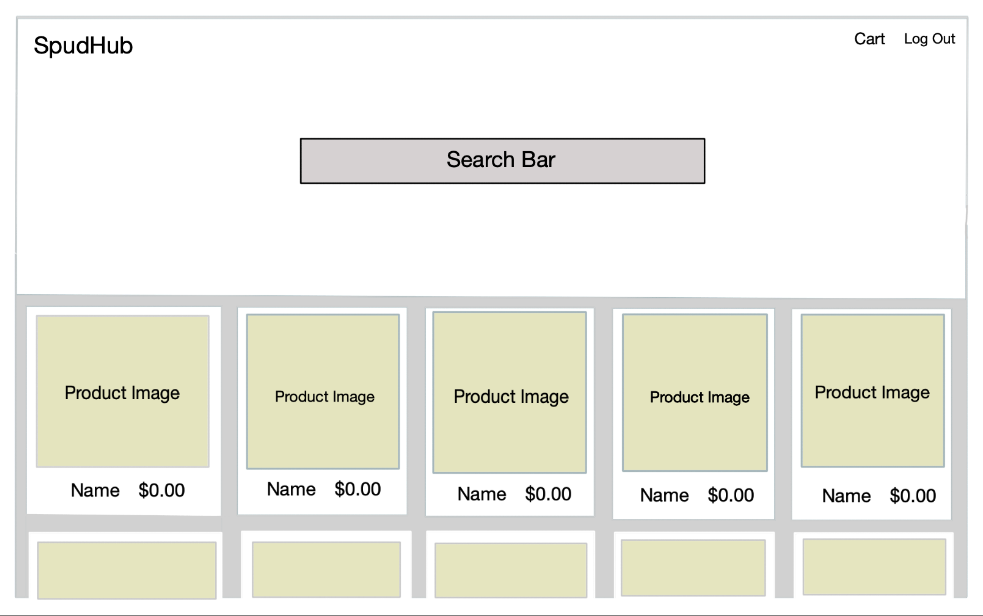 SpudHub
Cart Log Out
Search Bar
Product Image Product Image Product Image Product Image Product Image
Name $0.00 Name $0.00 Name $0.00 Name $0.00 Name $0.00